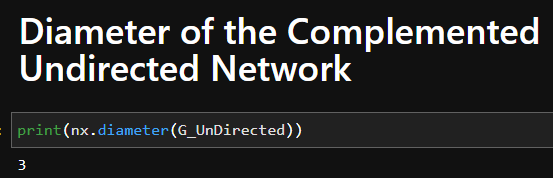 Diameter of the Complemented
Undirected Network
: print(nx.diameter(G_UnDirected))
3